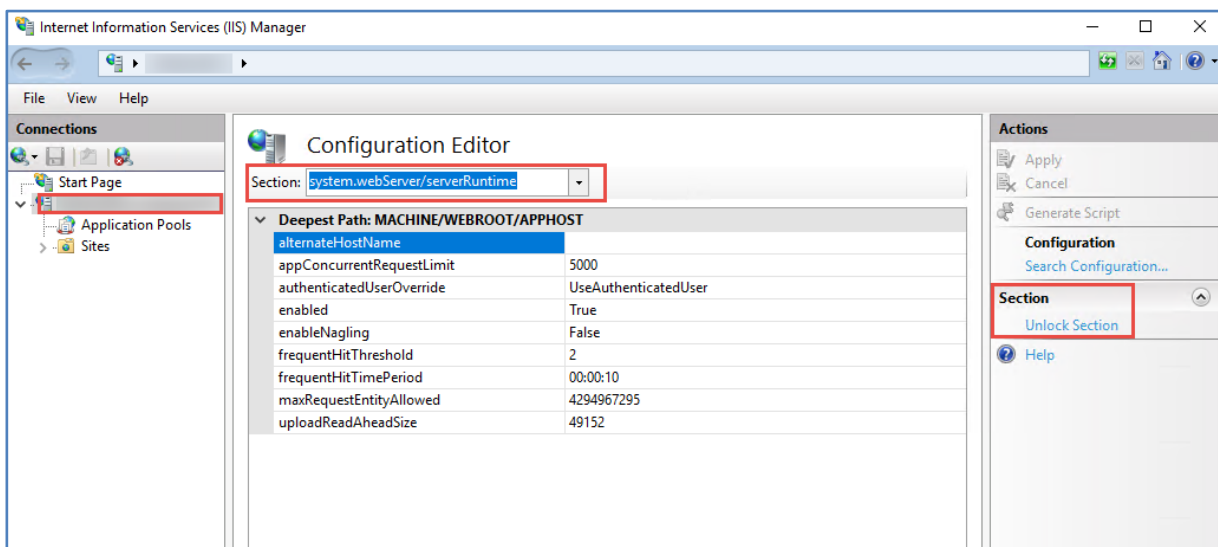 Internet Information Services (IIS) Manager
File View Help
Connections
Start Page
Application Pools
Sites
Configuration Editor
Section: system.webServer/serverRuntime
Deepest Path: MACHINE/WEBROOT/APPHOST
alternateHostName
appConcurrentRequestLimit 5000
authenticatedUserOverride UseAuthenticatedUser
enabled True
enableNagling False
frequentHitThreshold 2
frequentHitTimePeriod 00:00:10
maxRequestEntityAllowed 4294967295
uploadReadAheadSize 49152
Actions
Apply
Cancel
Generate Script
Configuration
Search Configuration...
Section
Unlock Section
Help